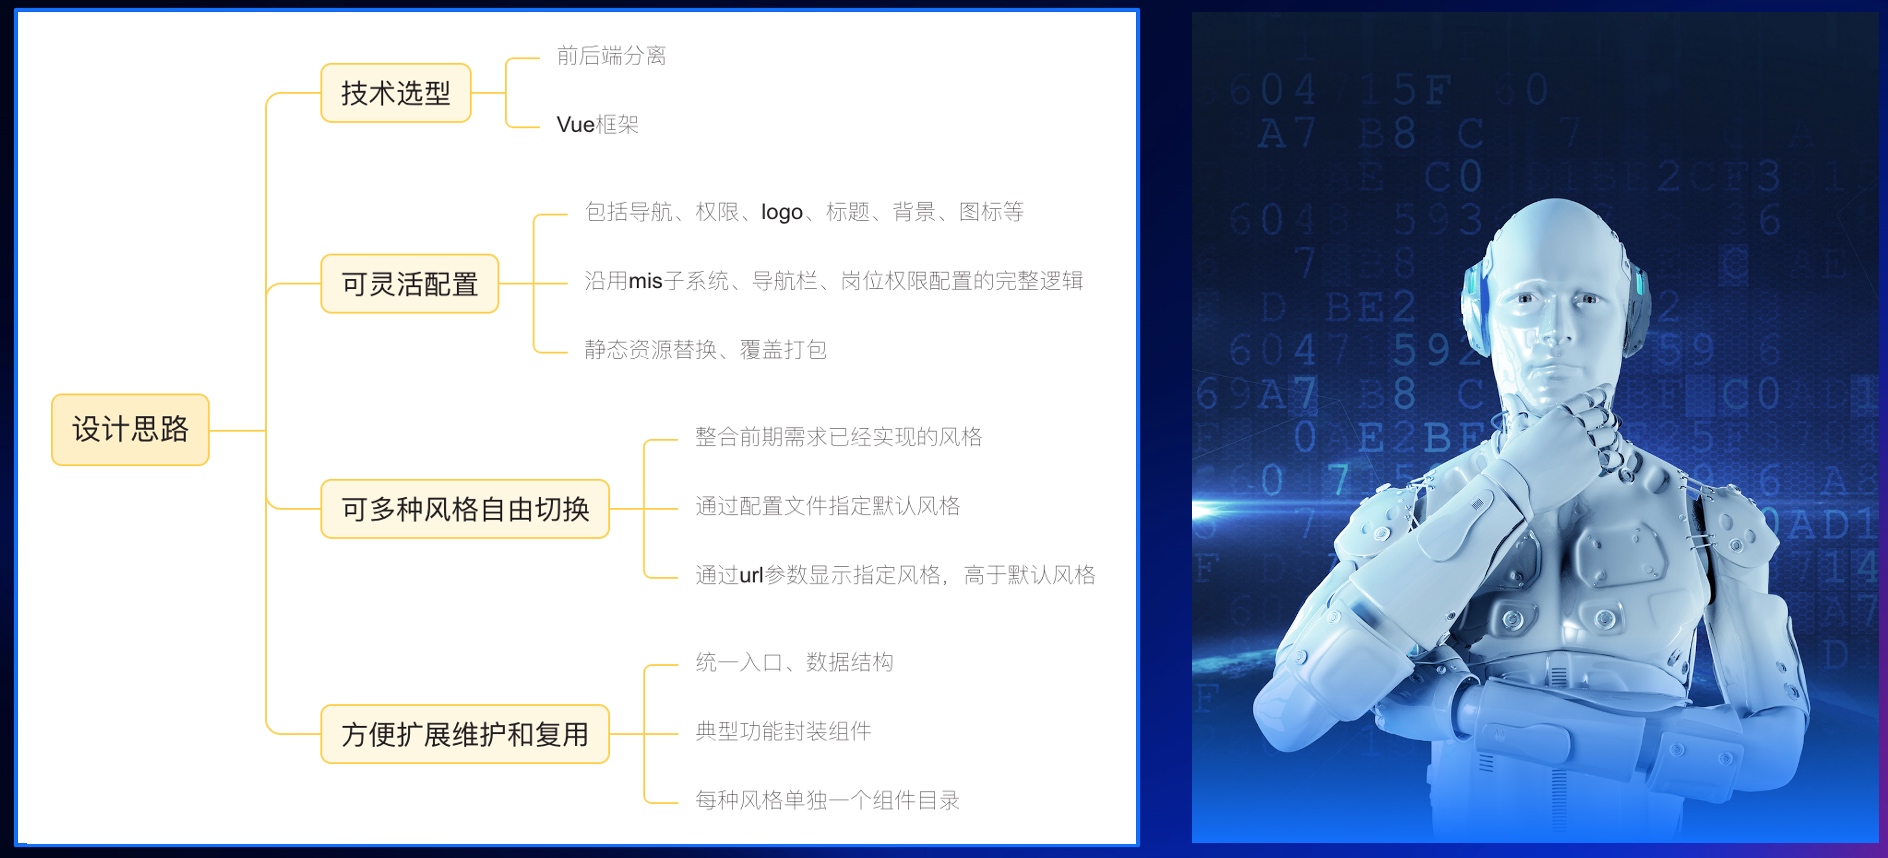 设计思路
技术选型
前后端分离
Vue框架
可灵活配置
包括导航、权限、logo、标题、背景、图标等
沿用mis子系统、导航栏、岗位权限配置的完整逻辑
静态资源替换、覆盖打包
可多种风格自由切换
整合前期需求已经实现的风格
通过配置文件指定默认风格
通过url参数显示指定风格，高于默认风格
方便扩展维护和复用
统一入口、数据结构
典型功能封装组件
每种风格单独一个组件目录